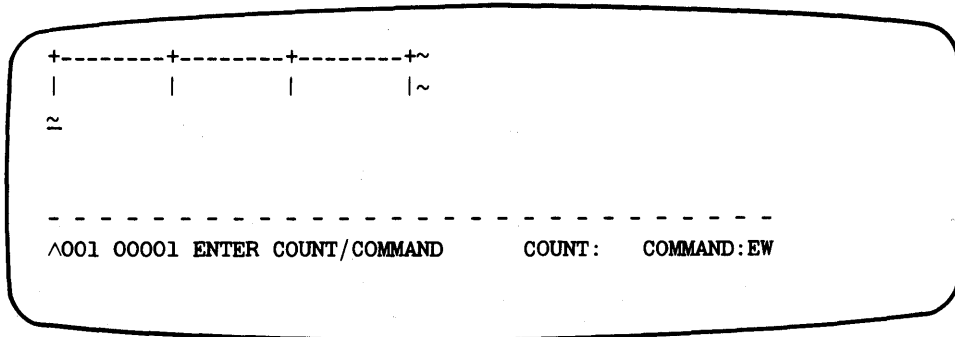 +--------+--------+--------+~
|        |        |        |~
~
- - - - - - - - - - - - - - - - - - - - - - - - - - - -
^001 00001 ENTER COUNT/COMMAND      COUNT:   COMMAND:EW